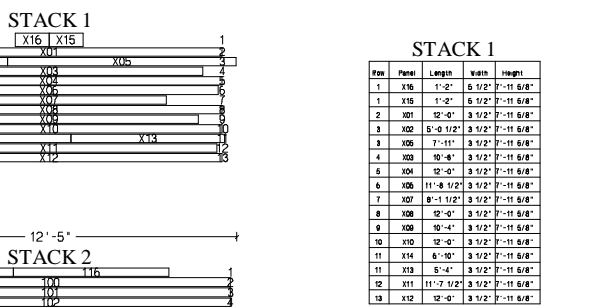 STACK 1
X16 X15 1
X01 2
X05 3
X03 4
X04 5
X06 6
X07 7
X08 8
X09 9
X10 10
X13 11
X11 12
X12 13
12'-5"
STACK 2
116 1
100 2
101 3
102 4
STACK 1
Row Panel Length Width Height
1 X16 1'-2" 5 1/2" 7'-11 5/8"
1 X15 1'-2" 5 1/2" 7'-11 5/8"
2 X01 12'-0" 3 1/2" 7'-11 5/8"
3 X02 5'-0 1/2" 3 1/2" 7'-11 5/8"
3 X05 7'-11" 3 1/2" 7'-11 5/8"
4 X03 10'-8" 3 1/2" 7'-11 5/8"
5 X04 12'-0" 3 1/2" 7'-11 5/8"
6 X06 11'-8 1/2" 3 1/2" 7'-11 5/8"
7 X07 8'-1 1/2" 3 1/2" 7'-11 5/8"
8 X08 12'-0" 3 1/2" 7'-11 5/8"
9 X09 10'-4" 3 1/2" 7'-11 5/8"
10 X10 12'-0" 3 1/2" 7'-11 5/8"
11 X14 6'-10" 3 1/2" 7'-11 5/8"
11 X13 5'-4" 3 1/2" 7'-11 5/8"
12 X11 11'-7 1/2" 3 1/2" 7'-11 5/8"
13 X12 12'-0" 3 1/2" 7'-11 5/8"